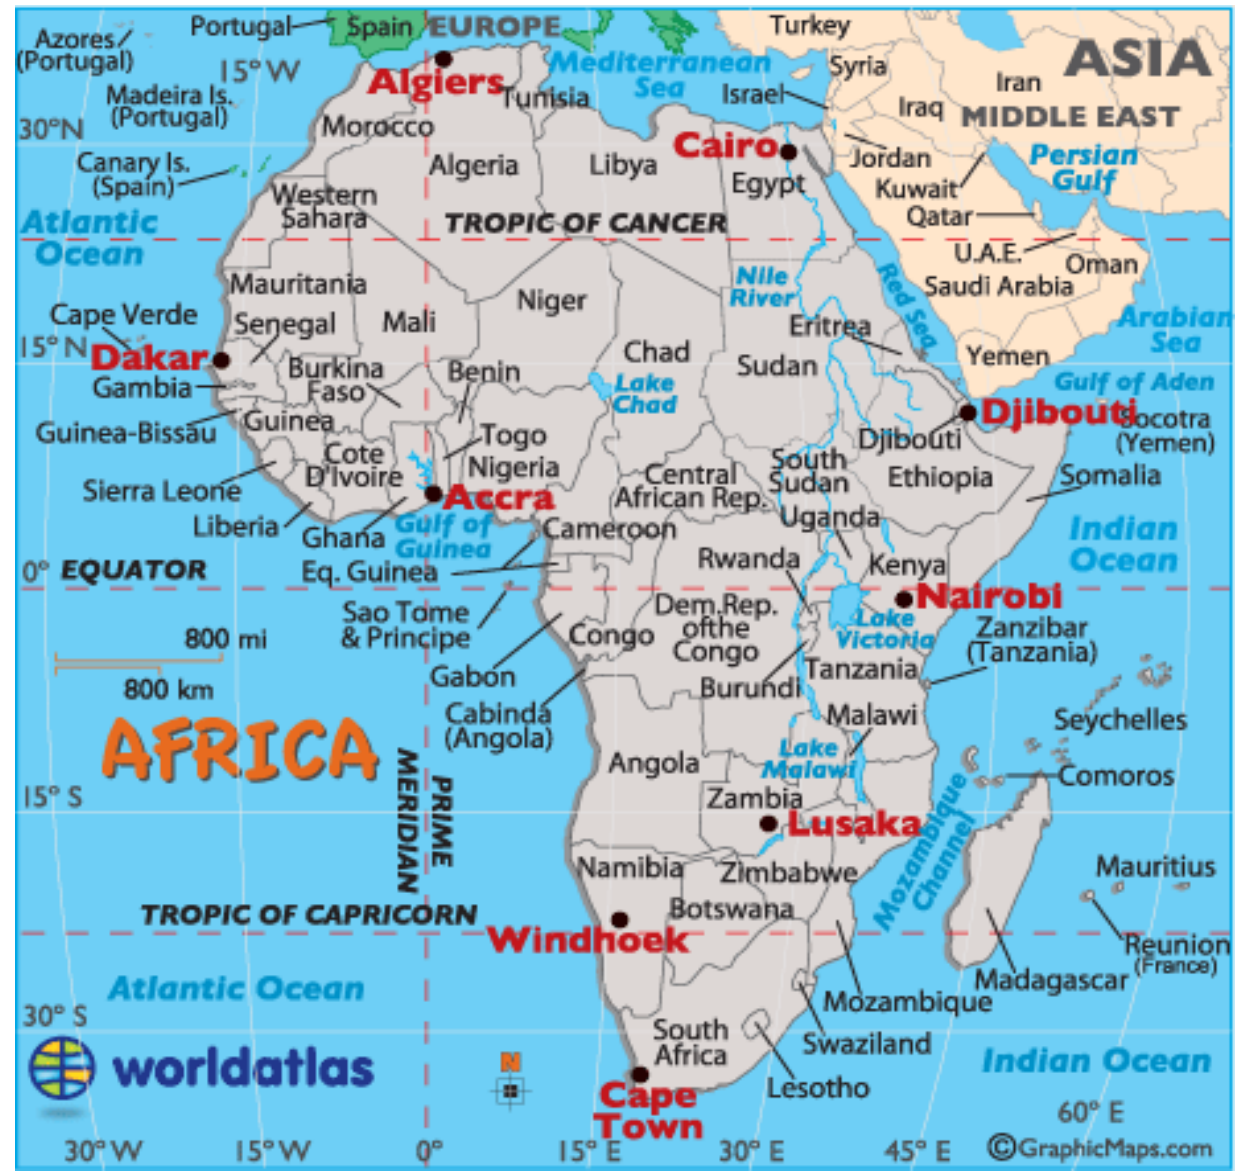 Portugal
Spain
EUROPE
Turkey
Azores
(Portugal)
15° W
Algiers
Tunisia
Mediterranean
Sea
Syria
Israel
ASIA
Iran
Iraq
MIDDLE EAST
Madeira Is.
(Portugal)
30°N
Morocco
Cairo
Jordan
Persian
Gulf
Canary Is.
(Spain)
Algeria
Libya
Egypt
Kuwait
Qatar
Western
Sahara
TROPIC OF CANCER
Atlantic
Ocean
U.A.E.
Oman
Saudi Arabia
Mauritania
Nile
River
Red Sea
Niger
Cape Verde
Senegal
Mali
Eritrea
Arabian
Sea
15° N
Dakar
Chad
Sudan
Yemen
Burkina
Faso
Benin
Gambia
Lake
Chad
Gulf of Aden
Djibouti
Socotra
(Yemen)
Guinea-Bissau
Guinea
Togo
Djibouti
Cote
D'Ivoire
Nigeria
Central
African Rep.
South
Sudan
Ethiopia
Somalia
Sierra Leone
Accra
Liberia
Ghana
Gulf of
Guinea
Cameroon
Uganda
Indian
Ocean
0° EQUATOR
Eq. Guinea
Rwanda
Kenya
Nairobi
Sao Tome
& Principe
Congo
Dem.Rep.
ofthe
Congo
Lake
Victoria
Zanzibar
(Tanzania)
800 mi
800 km
Gabon
Burundi
Tanzania
Cabinda
(Angola)
Malawi
Seychelles
AFRICA
PRIME
MERIDIAN
Angola
Lake
Malawi
Comoros
15° S
Zambia
Lusaka
Mozambique
Channel
Namibia
Zimbabwe
Mauritius
TROPIC OF CAPRICORN
Botswana
Windhoek
Reunion
(France)
Madagascar
Atlantic Ocean
Mozambique
30° S
South
Africa
Swaziland
Indian Ocean
worldatlas
N
Lesotho
Cape
Town
60° E
30° W
15° W
0°
15° E
30° E
45° E
©GraphicMaps.com